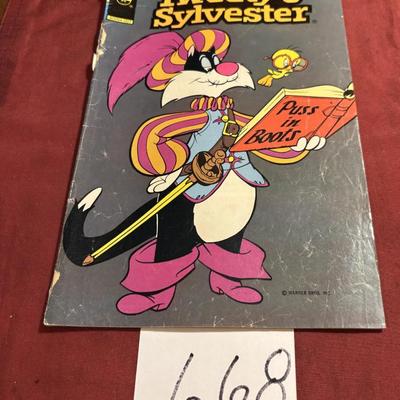 Sylvester
Puss
in
Boots
© WARNER BROS. INC.
668